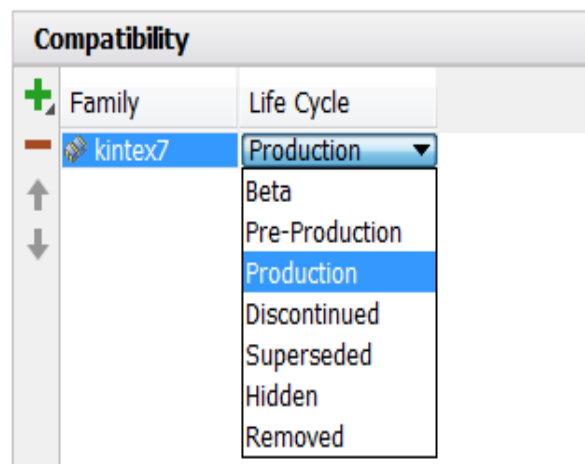 Compatibility
Family Life Cycle
kintex7 Production
Beta
Pre-Production
Production
Discontinued
Superseded
Hidden
Removed